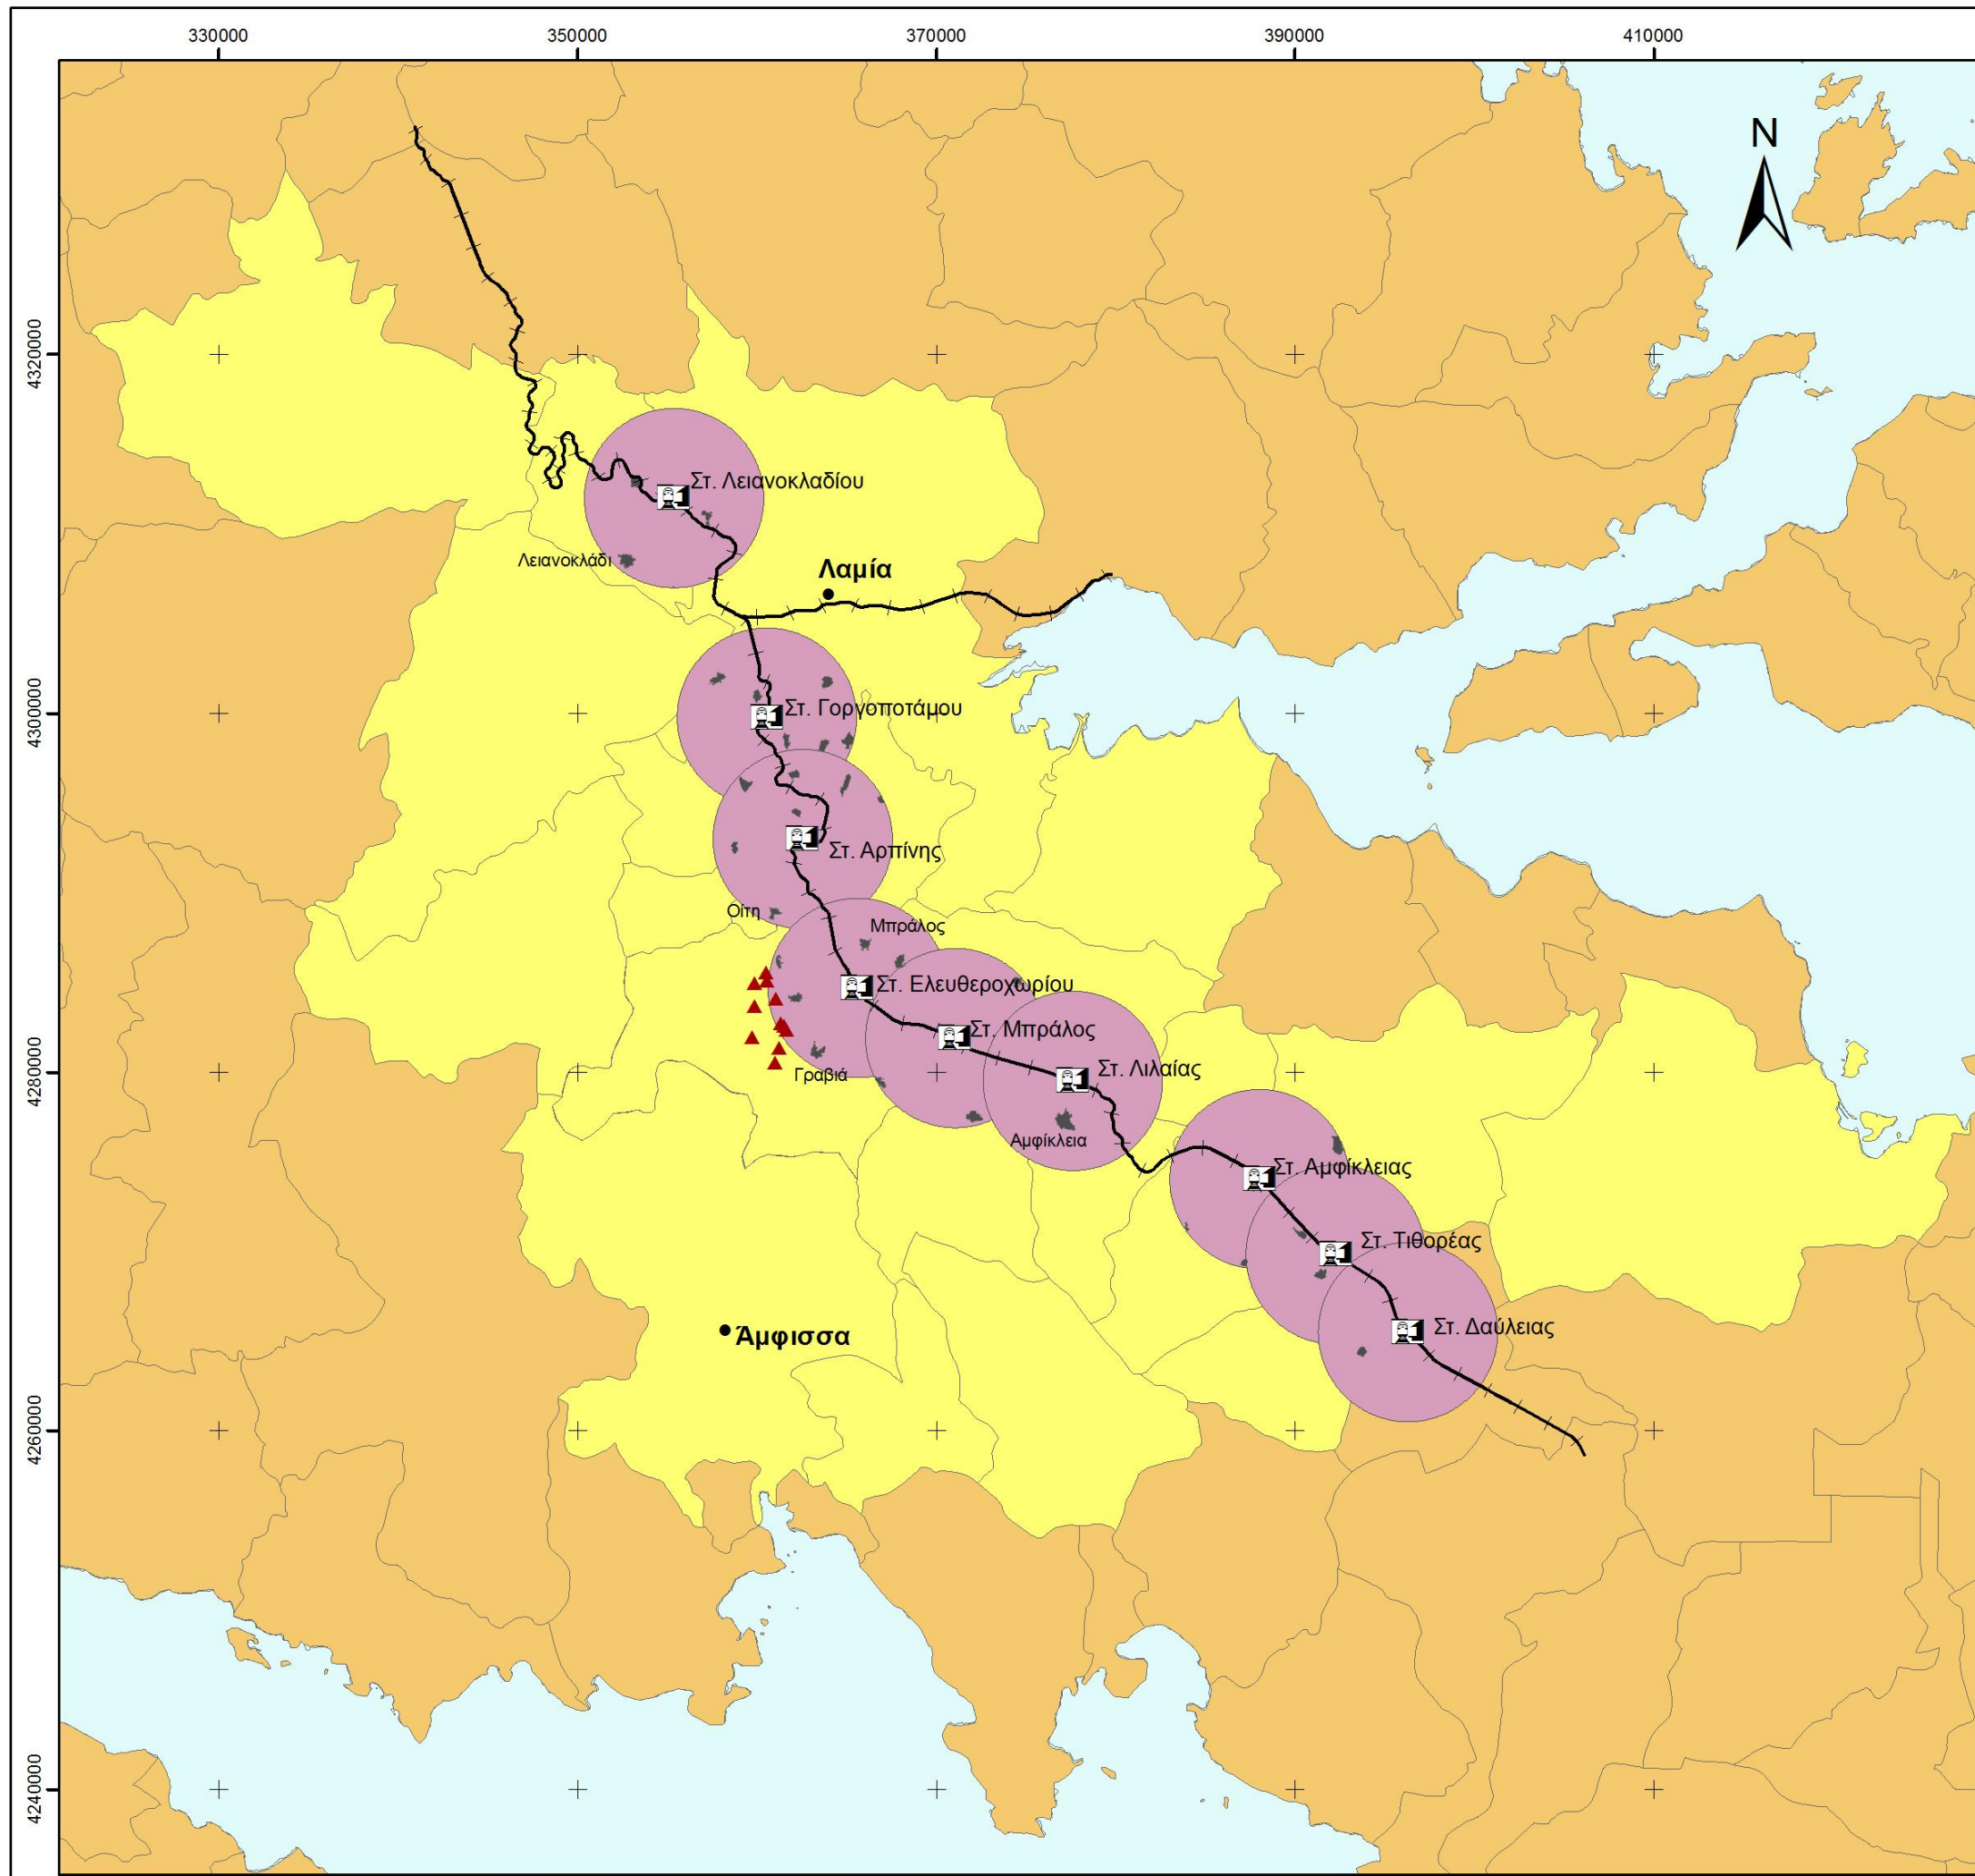 330000 350000 370000 390000 410000
N
4320000
Στ. Λειανοκλαδίου
Λειανοκλάδι
Λαμία
4300000
Στ. Γοργοποτάμου
Στ. Αρπίνης
Οίτη
Μπράλος
Στ. Ελευθεροχωρίου
Στ. Μπράλος
4280000
Στ. Λιλαίας
Γραβιά
Αμφίκλεια
Στ. Αμφίκλειας
Στ. Τιθορέας
Στ. Δαύλειας
Άμφισσα
4260000
4240000